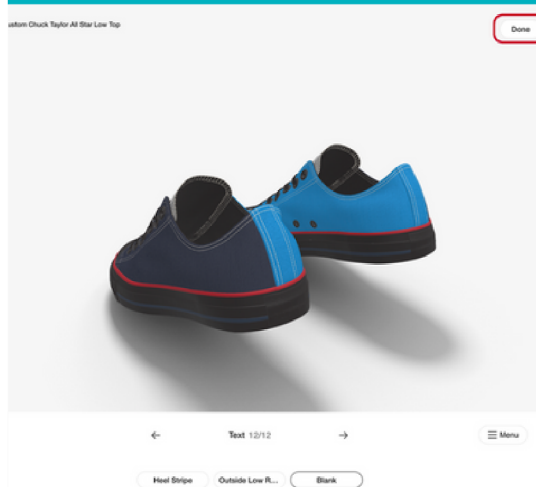 ustom Chuck Taylor All Star Low Top
Done
Text 12/12
Menu
Heel Stripe
Outside Low R...
Blank